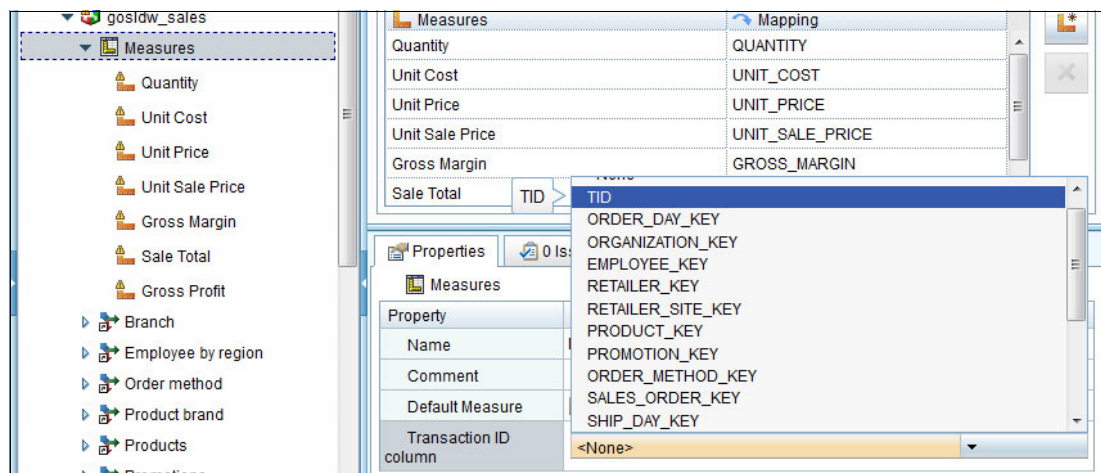 gosldw_sales
Measures
Quantity
Unit Cost
Unit Price
Unit Sale Price
Gross Margin
Sale Total
Gross Profit
Branch
Employee by region
Order method
Product brand
Products
Promotions
Measures Mapping
Quantity QUANTITY
Unit Cost UNIT_COST
Unit Price UNIT_PRICE
Unit Sale Price UNIT_SALE_PRICE
Gross Margin GROSS_MARGIN
Sale Total
TID
TID
ORDER_DAY_KEY
ORGANIZATION_KEY
EMPLOYEE_KEY
RETAILER_KEY
RETAILER_SITE_KEY
PRODUCT_KEY
PROMOTION_KEY
ORDER_METHOD_KEY
SALES_ORDER_KEY
SHIP_DAY_KEY
<None>
Properties 0 Is
Measures
Property
Name
Comment
Default Measure
Transaction ID
column